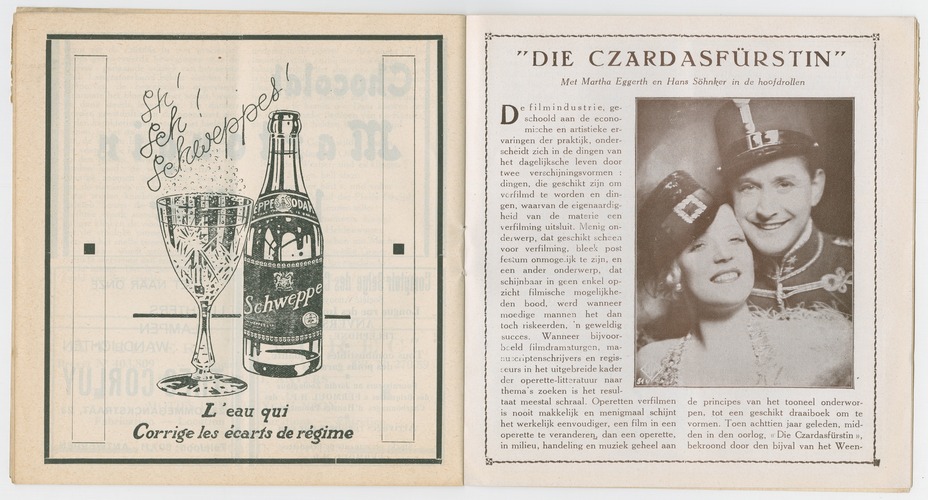 Sh!
Sch!
Schweppes!
EPPES SODA
Schweppe
L'eau qui
Corrige les écarts de régime
"DIE CZARDASFÜRSTIN"
Met Martha Eggerth en Hans Söhnker in de hoofdrollen
De filmindustrie, ge-
schoold aan de econo-
mische en artistieke er-
varingen der praktijk, onder-
scheidt zich in de dingen van
het dagelijksche leven door
twee verschijningsvormen :
dingen, die geschikt zijn om
verfilmd te worden en din-
gen, waarvan de eigenaardig-
heid van de materie een
verfilming uitsluit. Menig on-
derwerp, dat geschikt scheen
voor verfilming, bleek post
festum onmogelijk te zijn, en
een ander onderwerp, dat
schijnbaar in geen enkel op-
zicht filmische mogelijkhe-
den bood, werd wanneer
moedige mannen het dan
toch riskeerden, 'n geweldig
succes. Wanneer bijvoor-
beeld filmdramaturgen, ma-
nuscriptenschrijvers en regis-
seurs in het uitgebreide kader
der operette-litteratuur naar
thema's zoeken is het resul-
taat meestal schraal. Operetten verfilmen
is nooit makkelijk en menigmaal schijnt
het werkelijk eenvoudiger, een film in een
operette te veranderen, dan een operette,
in milieu, handeling en muziek geheel aan
de principes van het tooneel onderwor-
pen, tot een geschikt draaiboek om te
vormen. Toen achttien jaar geleden, mid-
den in den oorlog, « Die Czardasfürstin »,
bekroond door den bijval van het Ween-